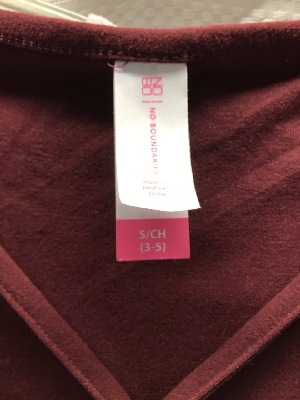 NO
BO
NO BOUNDARIES
S/CH
(3-5)